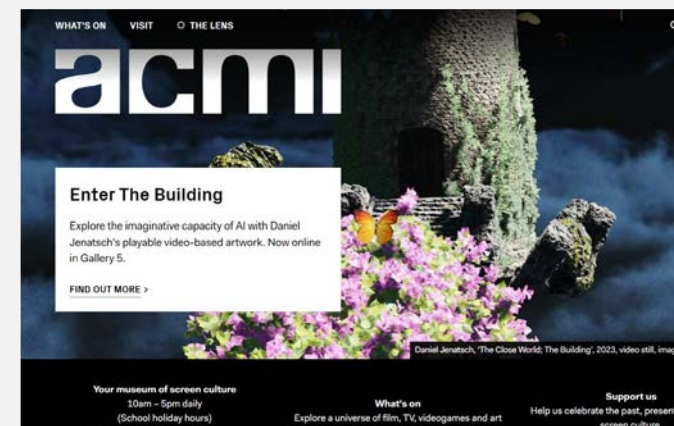 WHAT'S ON VISIT THE LENS
acmi
Enter The Building
Explore the imaginative capacity of AI with Daniel
Jenatsch's playable video-based artwork. Now online
in Gallery 5.
FIND OUT MORE >
Daniel Jenatsch, 'The Close World; The Building', 2023, video still,
Your museum of screen culture
10am – 5pm daily
(School holiday hours)
What's on
Explore a universe of film, TV, videogames and art
Support us
Help us celebrate the past, present
screen culture